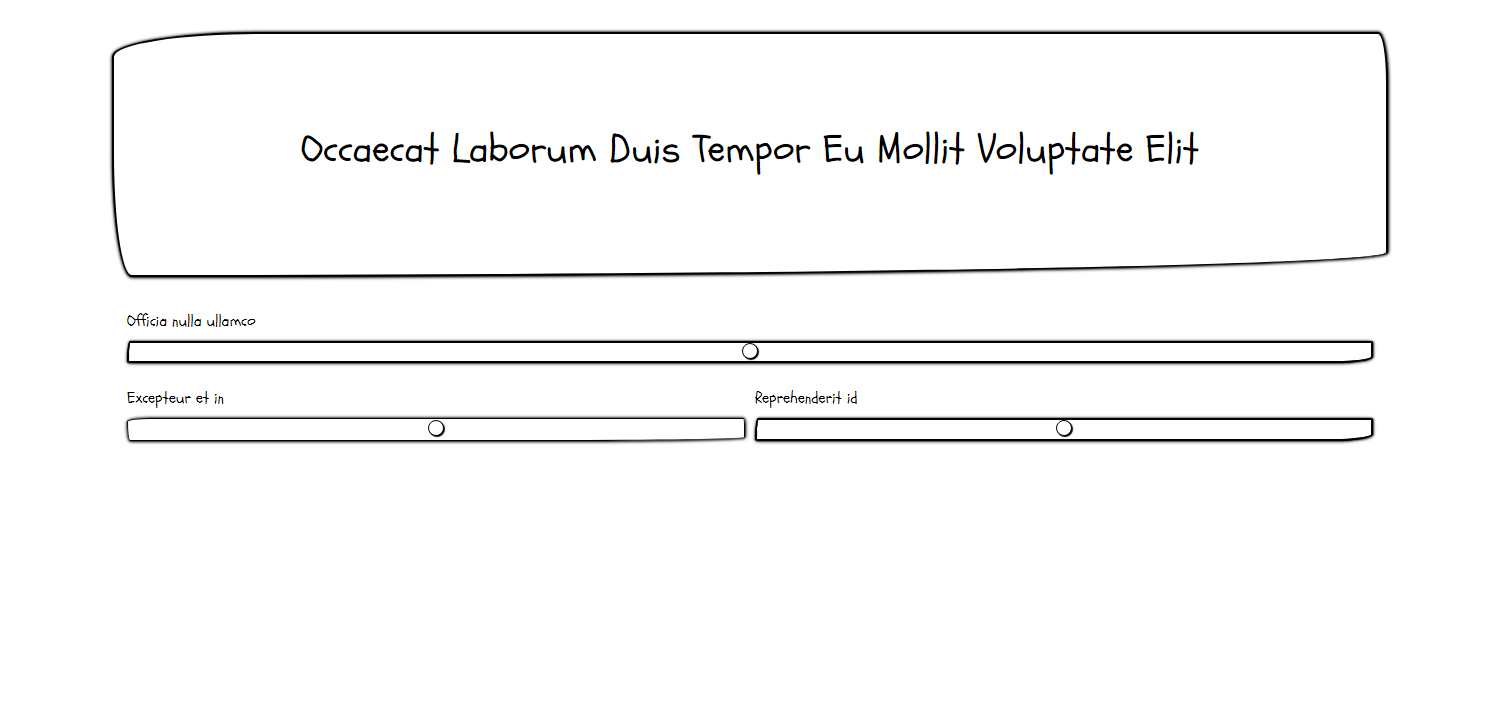 Occaecat Laborum Duis Tempor Eu Mollit Voluptate Elit
Officia nulla ullamco
Excepteur et in
Reprehenderit id